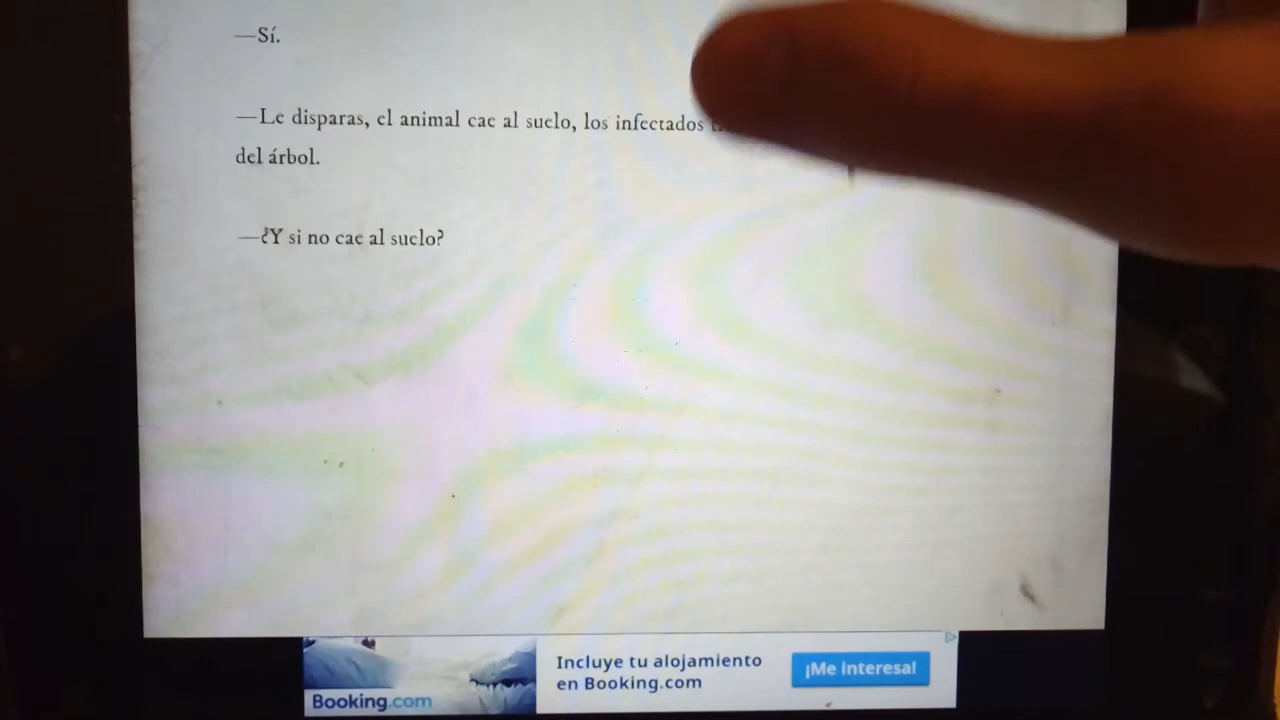 —Sí.
—Le disparas, el animal cae al suelo, los infectados
del árbol.
—¿Y si no cae al suelo?
Incluye tu alojamiento
en Booking.com
¡Me interesa!
Booking.com